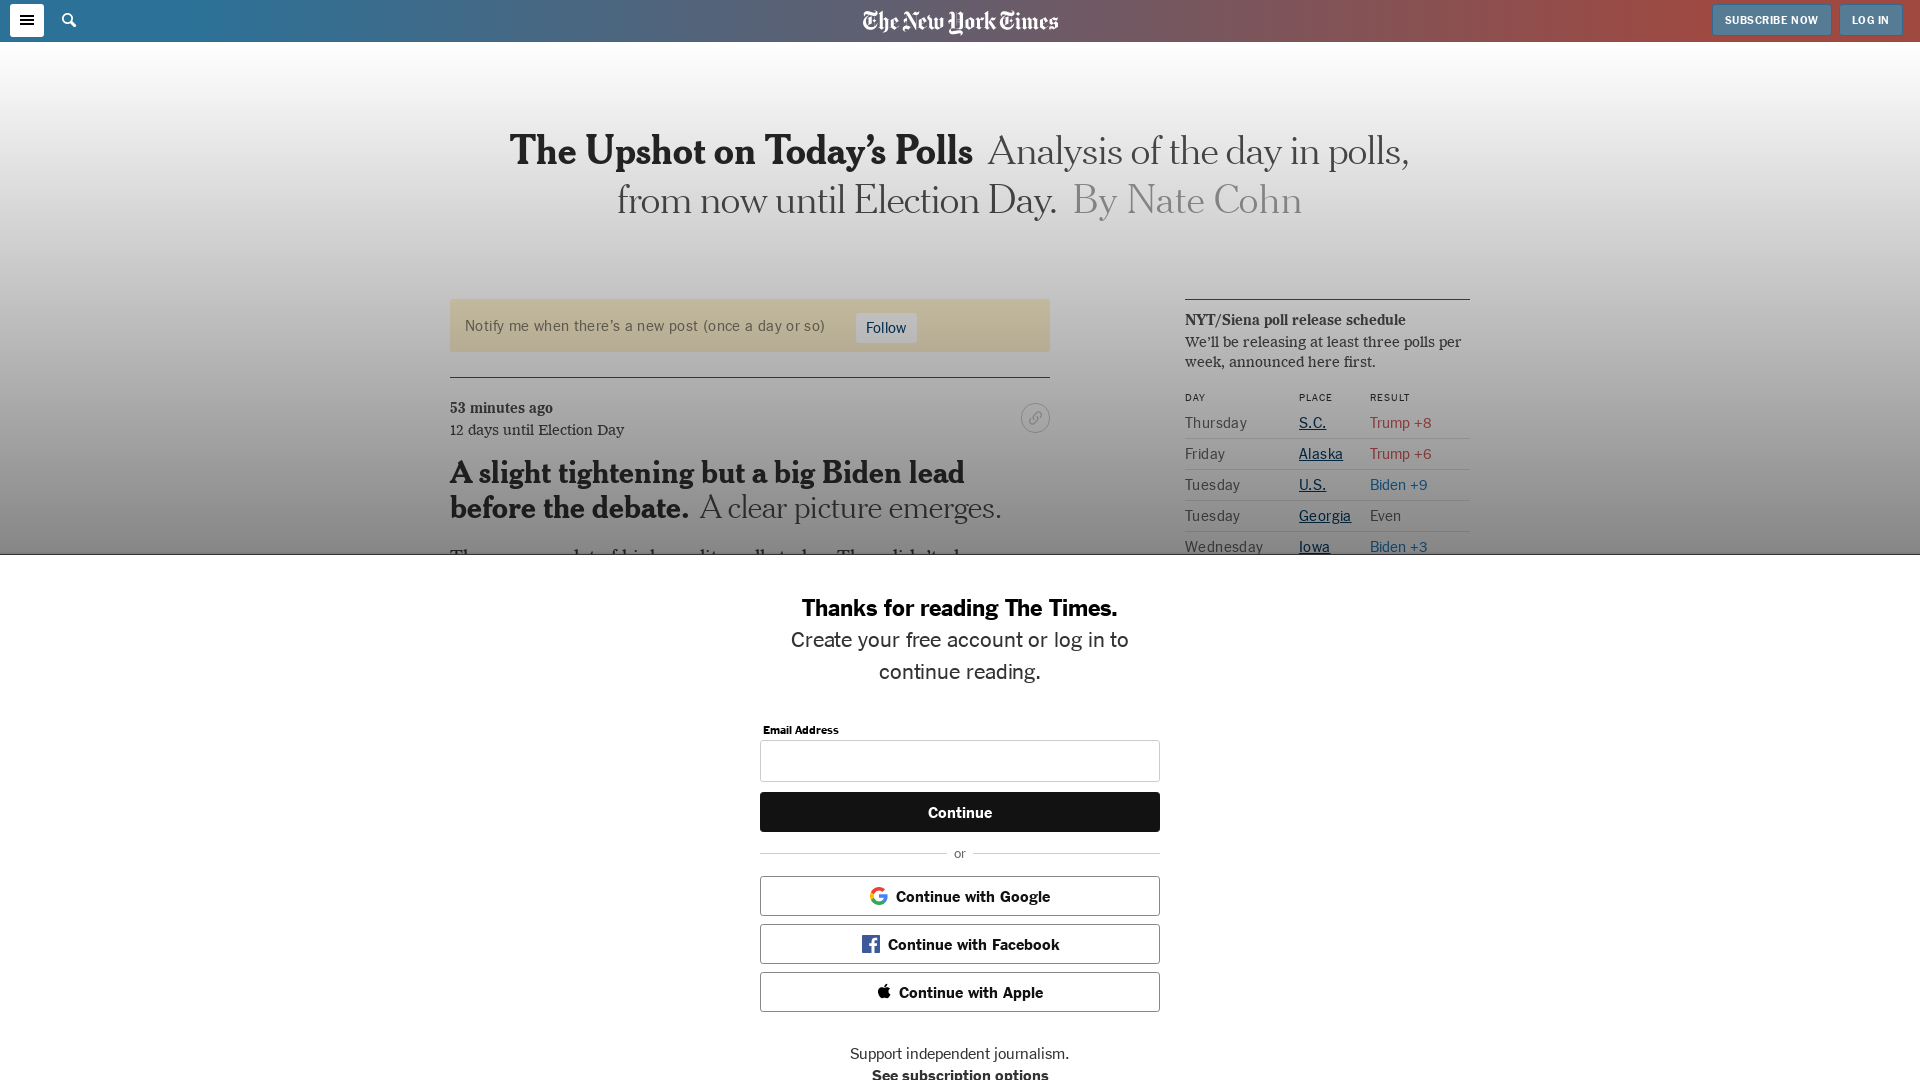 The New York Times
SUBSCRIBE NOW
LOG IN
The Upshot on Today’s Polls Analysis of the day in polls,
from now until Election Day. By Nate Cohn
Notify me when there’s a new post (once a day or so)
Follow
53 minutes ago
12 days until Election Day
A slight tightening but a big Biden lead
before the debate. A clear picture emerges.
NYT/Siena poll release schedule
We’ll be releasing at least three polls per
week, announced here first.
DAY PLACE RESULT
Thursday S.C. Trump +8
Friday Alaska Trump +6
Tuesday U.S. Biden +9
Tuesday Georgia Even
Wednesday Iowa Biden +3
Thanks for reading The Times.
Create your free account or log in to
continue reading.
Email Address
Continue
or
Continue with Google
Continue with Facebook
Continue with Apple
Support independent journalism.
See subscription options